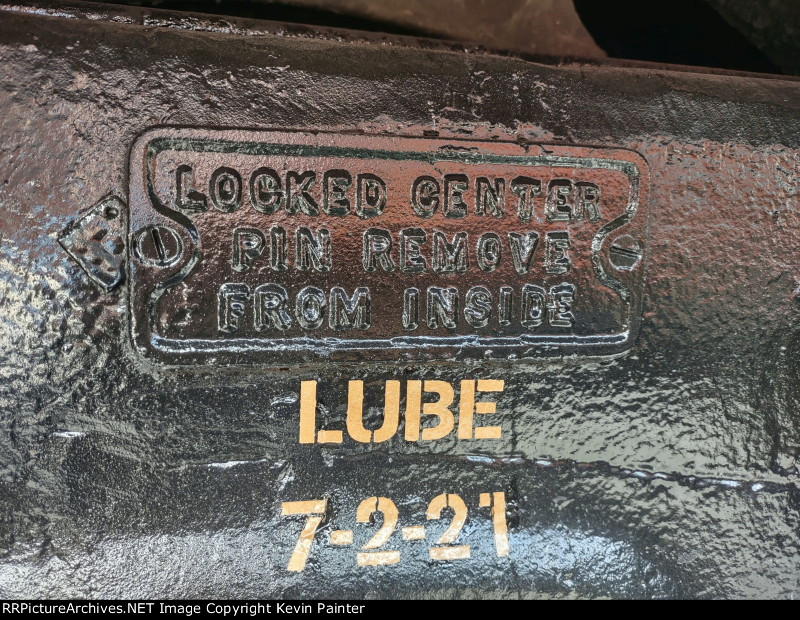 LOCKED CENTER
PIN REMOVE
FROM INSIDE
LUBE
7-2-21
RRPictureArchives.NET Image Copyright Kevin Painter